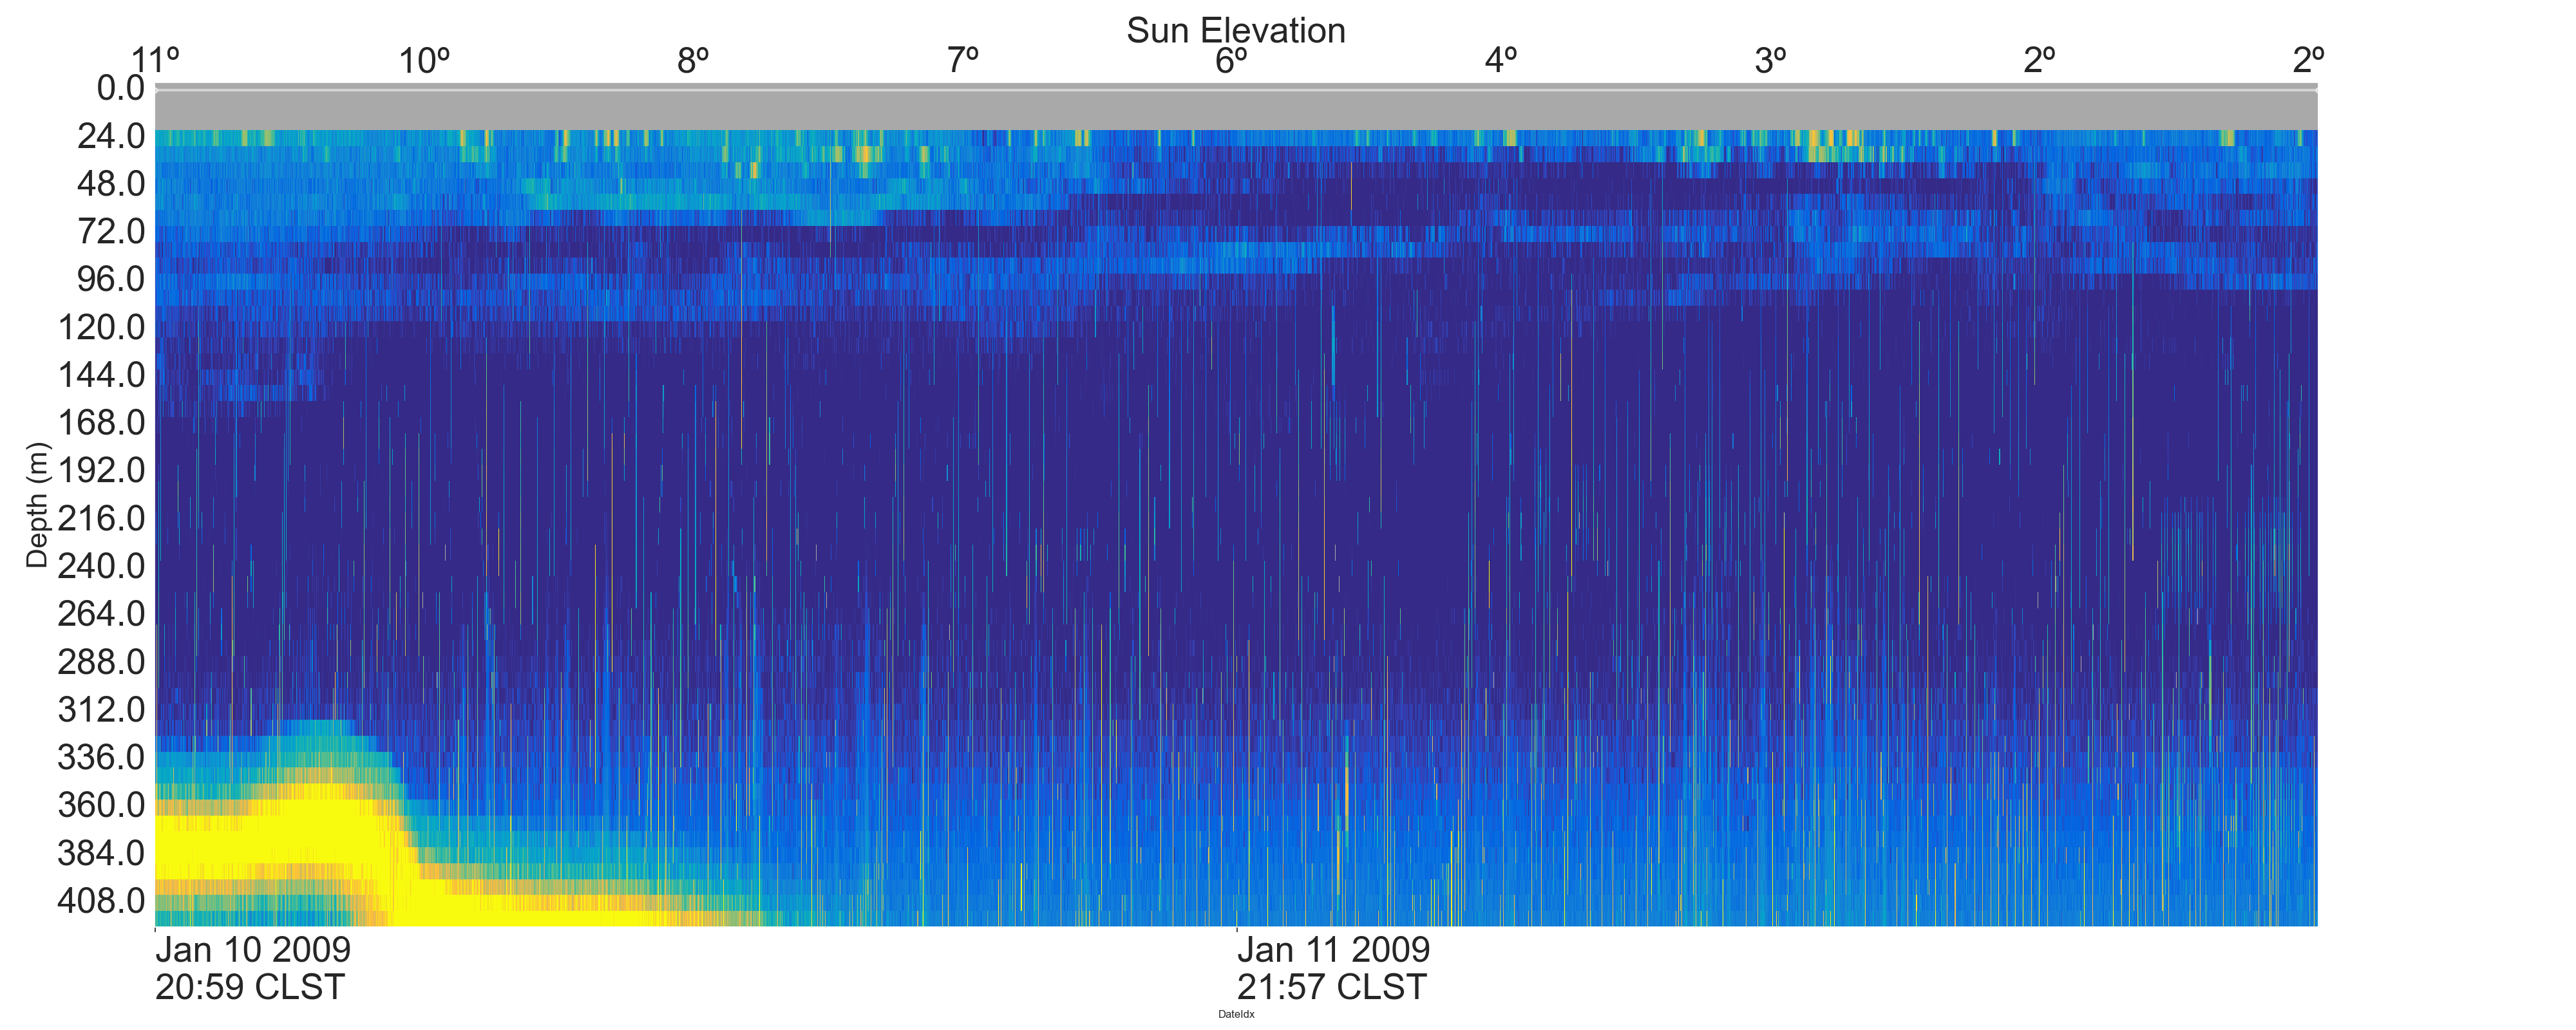 Sun Elevation
11º 10º 8º 7º 6º 4º 3º 2º 2º
0.0
24.0
48.0
72.0
96.0
120.0
144.0
168.0
192.0
216.0
240.0
264.0
288.0
312.0
336.0
360.0
384.0
408.0
Depth (m)
Jan 10 2009
20:59 CLST
Jan 11 2009
21:57 CLST
DateIdx